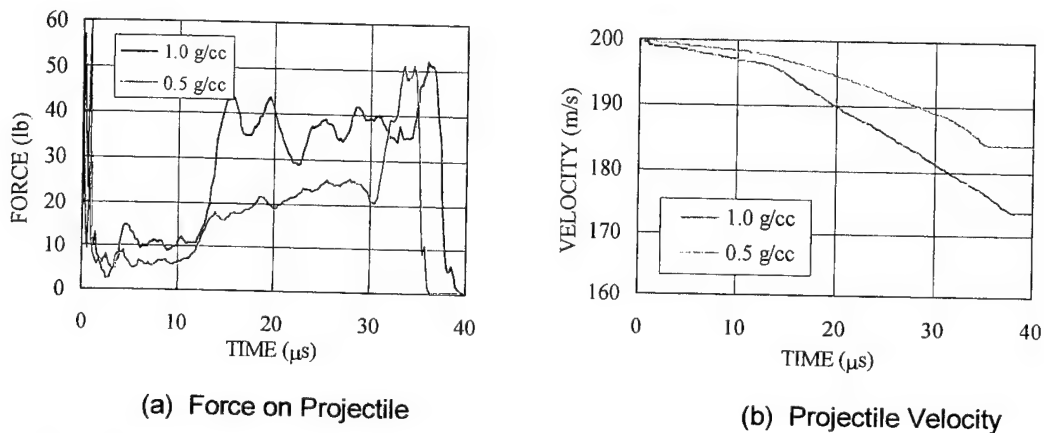 60
50
40
30
20
10
0
FORCE (lb)
1.0 g/cc
0.5 g/cc
0 10 20 30 40
TIME (μs)
(a) Force on Projectile
200
190
180
170
160
VELOCITY (m/s)
1.0 g/cc
0.5 g/cc
0 10 20 30 40
TIME (μs)
(b) Projectile Velocity